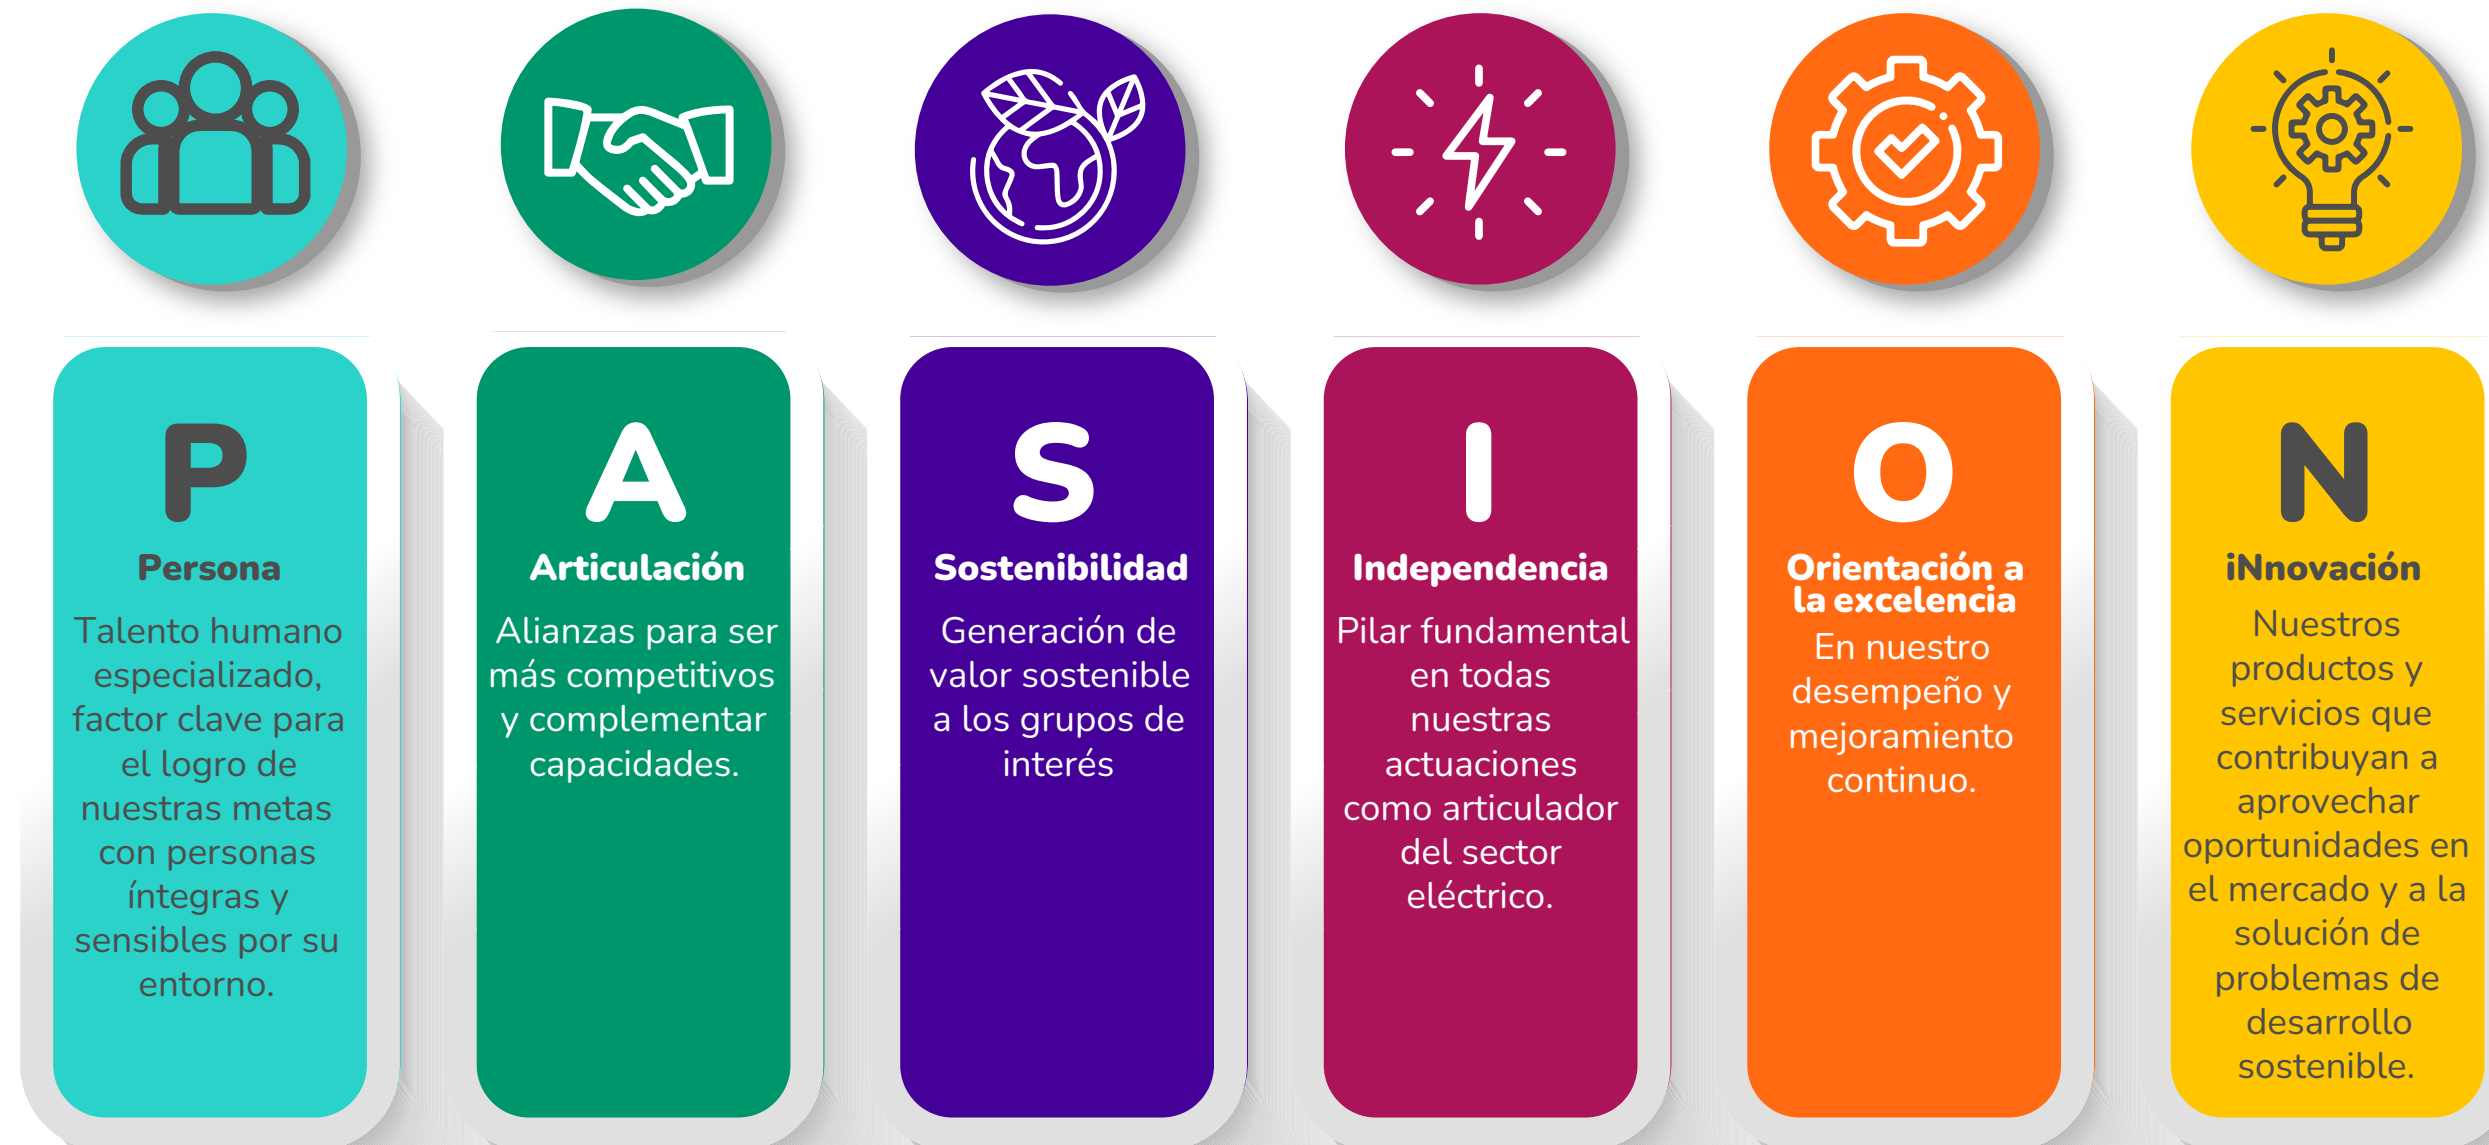 P
Persona
Talento humano
especializado,
factor clave para
el logro de
nuestras metas
con personas
íntegras y
sensibles por su
entorno.
A
Articulación
Alianzas para ser
más competitivos
y complementar
capacidades.
S
Sostenibilidad
Generación de
valor sostenible
a los grupos de
interés
I
Independencia
Pilar fundamental
en todas
nuestras
actuaciones
como articulador
del sector
eléctrico.
O
Orientación a
la excelencia
En nuestro
desempeño y
mejoramiento
continuo.
N
iNnovación
Nuestros
productos y
servicios que
contribuyan a
aprovechar
oportunidades en
el mercado y a la
solución de
problemas de
desarrollo
sostenible.